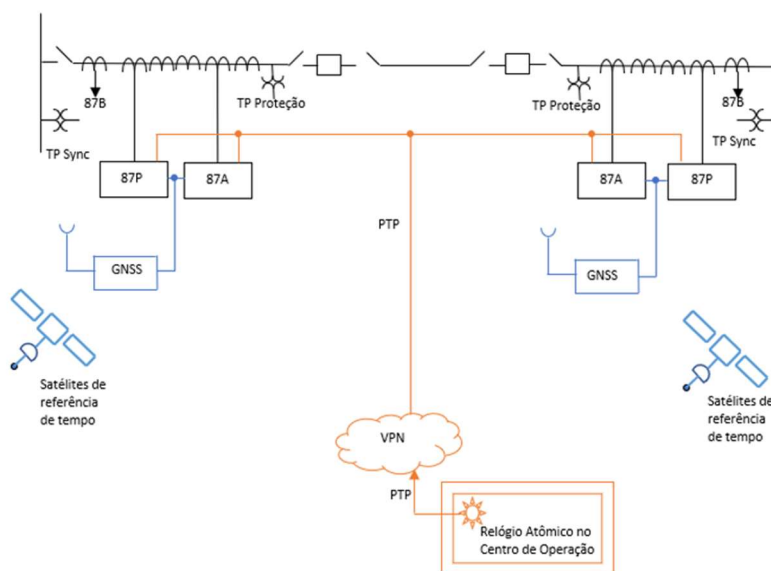 87B
TP Proteção
TP Sync
87P
87A
TP Proteção
87B
TP Sync
87A
87P
PTP
GNSS
GNSS
Satélites de
referência
de tempo
Satélites de
referência
de tempo
VPN
PTP
Relógio Atômico no
Centro de Operação